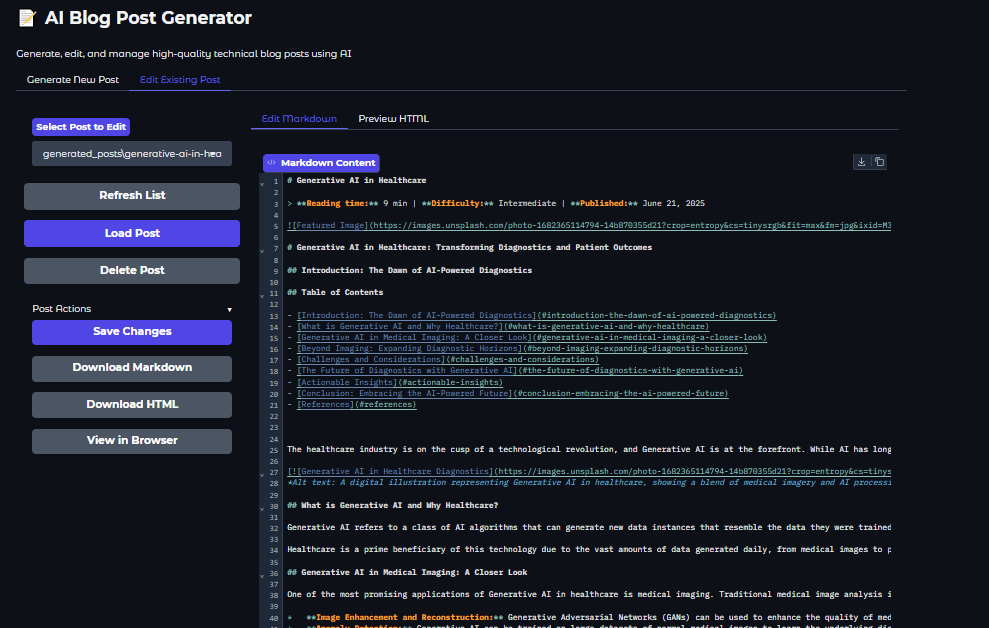 📝 AI Blog Post Generator
Generate, edit, and manage high-quality technical blog posts using AI
Generate New Post
Edit Existing Post
Select Post to Edit
generated_posts\generative-ai-in-hea
Refresh List
Load Post
Delete Post
Post Actions
Save Changes
Download Markdown
Download HTML
View in Browser
Edit Markdown
Preview HTML
Markdown Content
1 # Generative AI in Healthcare
2
3 > **Reading time:** 9 min | **Difficulty:** Intermediate | **Published:** June 21, 2025
4
5 ![Featured Image](https://images.unsplash.com/photo-1682365114794-14b870355d21?crop=entropy&cs=tinysrgb&fit=max&fm=jpg&ixid=M3
6
7 # Generative AI in Healthcare: Transforming Diagnostics and Patient Outcomes
8
9 ## Introduction: The Dawn of AI-Powered Diagnostics
10
11 ## Table of Contents
12
13 - [Introduction: The Dawn of AI-Powered Diagnostics](#introduction-the-dawn-of-ai-powered-diagnostics)
14 - [What is Generative AI and Why Healthcare?](#what-is-generative-ai-and-why-healthcare)
15 - [Generative AI in Medical Imaging: A Closer Look](#generative-ai-in-medical-imaging-a-closer-look)
16 - [Beyond Imaging: Expanding Diagnostic Horizons](#beyond-imaging-expanding-diagnostic-horizons)
17 - [Challenges and Considerations](#challenges-and-considerations)
18 - [The Future of Diagnostics with Generative AI](#the-future-of-diagnostics-with-generative-ai)
19 - [Actionable Insights](#actionable-insights)
20 - [Conclusion: Embracing the AI-Powered Future](#conclusion-embracing-the-ai-powered-future)
21 - [References](#references)
22
23
24
25 The healthcare industry is on the cusp of a technological revolution, and Generative AI is at the forefront. While AI has long
26
27 [![Generative AI in Healthcare Diagnostics](https://images.unsplash.com/photo-1682365114794-14b870355d21?crop=entropy&cs=tinys
28 *Alt text: A digital illustration representing Generative AI in healthcare, showing a blend of medical imagery and AI processi
29
30 ## What is Generative AI and Why Healthcare?
31
32 Generative AI refers to a class of AI algorithms that can generate new data instances that resemble the data they were trained
33
34 Healthcare is a prime beneficiary of this technology due to the vast amounts of data generated daily, from medical images to p
35
36 ## Generative AI in Medical Imaging: A Closer Look
37
38 One of the most promising applications of Generative AI in healthcare is medical imaging. Traditional medical image analysis i
39
40 * **Image Enhancement and Reconstruction:** Generative Adversarial Networks (GANs) can be used to enhance the quality of med